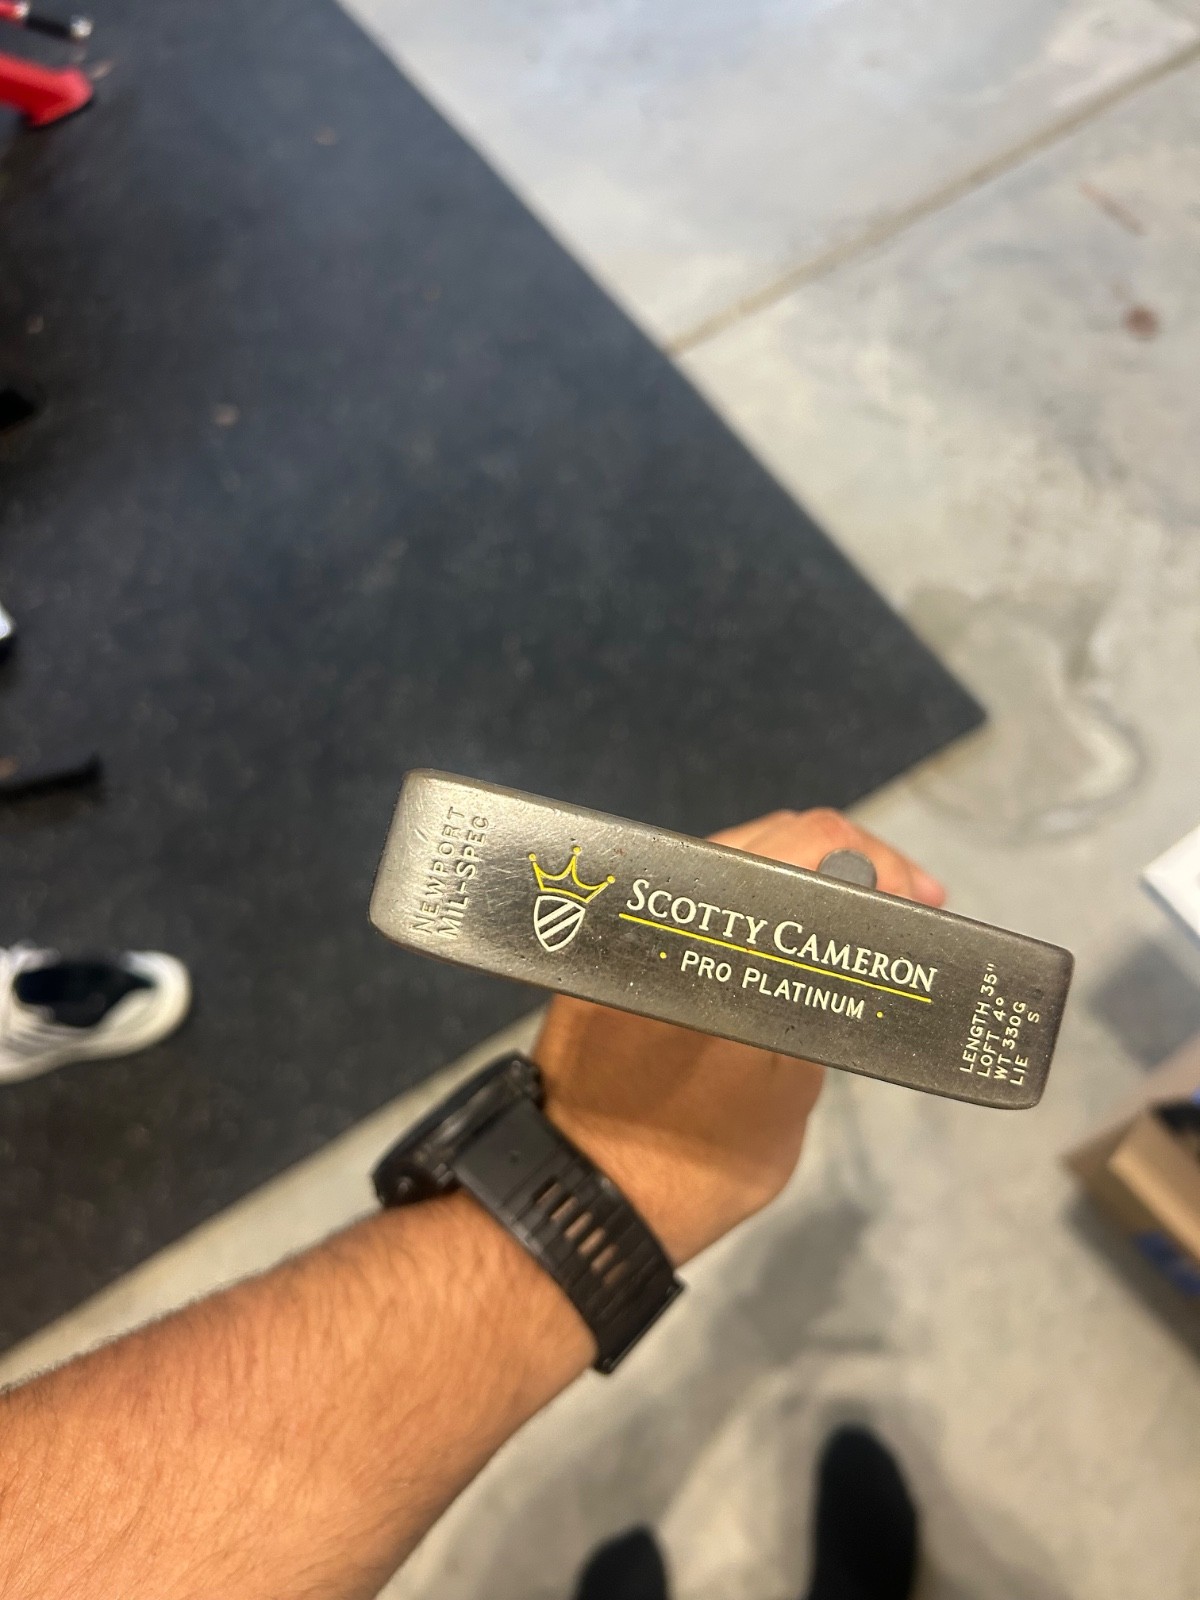 NEWPORT
MIL-SPEC
SCOTTY CAMERON
• PRO PLATINUM •
LENGTH 35"
LOFT 4°
WT 330G
LIE S